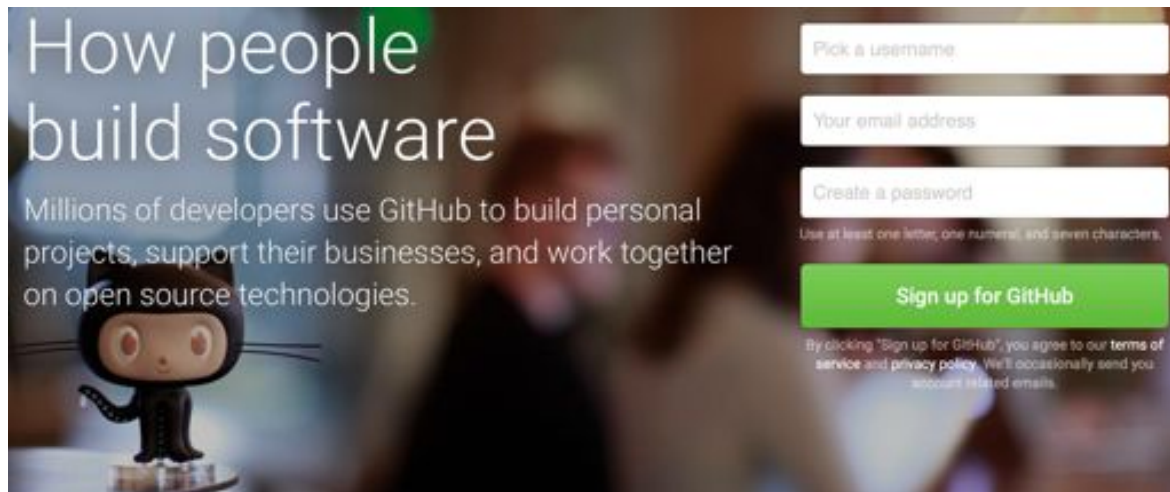 How people
build software
Millions of developers use GitHub to build personal
projects, support their businesses, and work together
on open source technologies.
Pick a username
Your email address
Create a password
Use at least one letter, one numeral, and seven characters.
Sign up for GitHub
By clicking "Sign up for GitHub", you agree to our terms of
service and privacy policy. We'll occasionally send you
account related emails.